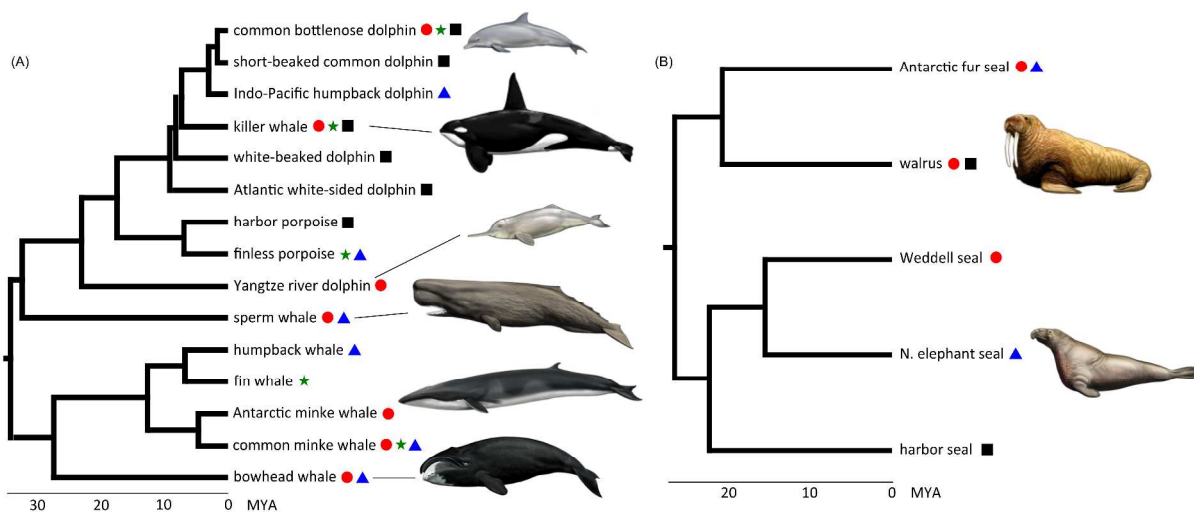 (A)
common bottlenose dolphin
short-beaked common dolphin
Indo-Pacific humpback dolphin
killer whale
white-beaked dolphin
Atlantic white-sided dolphin
harbor porpoise
finless porpoise
Yangtze river dolphin
sperm whale
humpback whale
fin whale
Antarctic minke whale
common minke whale
bowhead whale
30 20 10 0 MYA
(B)
Antarctic fur seal
walrus
Weddell seal
N. elephant seal
harbor seal
20 10 0 MYA